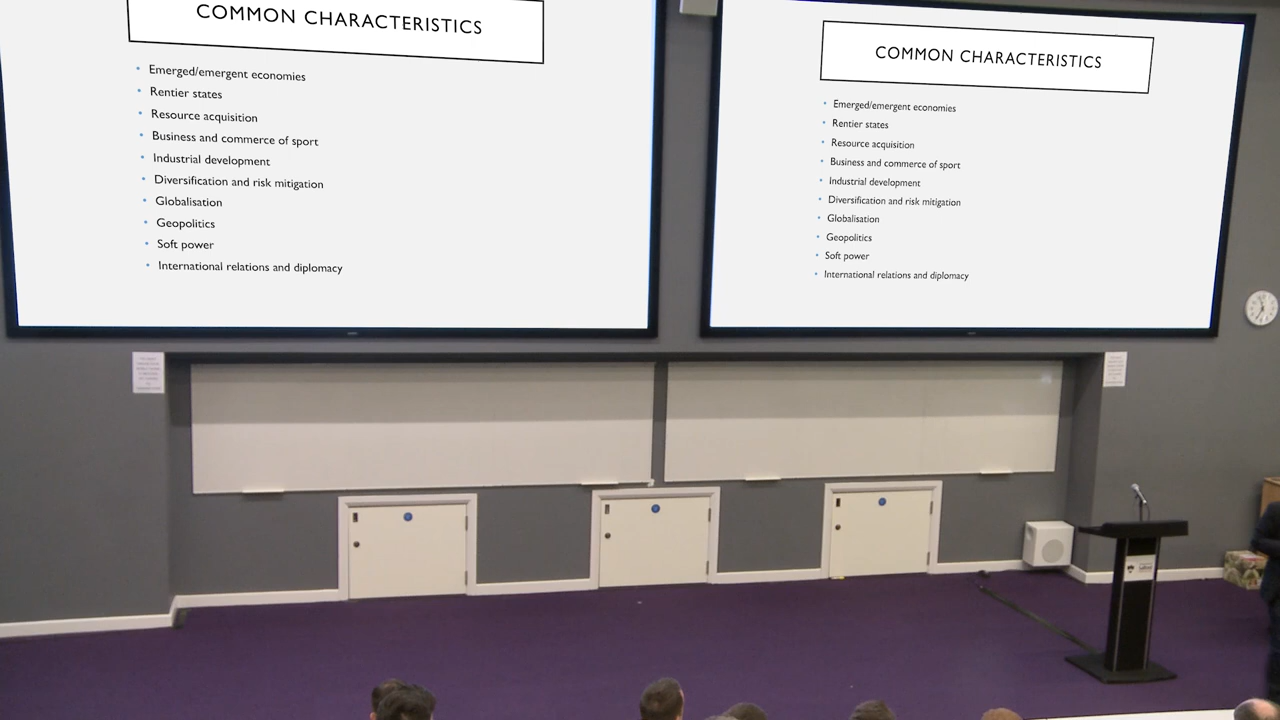 COMMON CHARACTERISTICS
Emerged/emergent economies
Rentier states
Resource acquisition
Business and commerce of sport
Industrial development
Diversification and risk mitigation
Globalisation
Geopolitics
Soft power
International relations and diplomacy
COMMON CHARACTERISTICS
Emerged/emergent economies
Rentier states
Resource acquisition
Business and commerce of sport
Industrial development
Diversification and risk mitigation
Globalisation
Geopolitics
Soft power
International relations and diplomacy